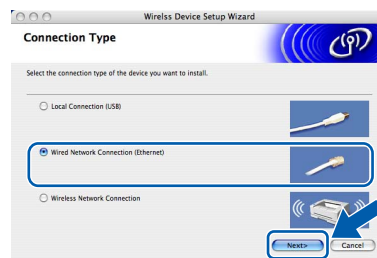 Wirelss Device Setup Wizard
Connection Type
Select the connection type of the device you want to install.
Local Connection (USB)
Wired Network Connection (Ethernet)
Wireless Network Connection
Next> Cancel